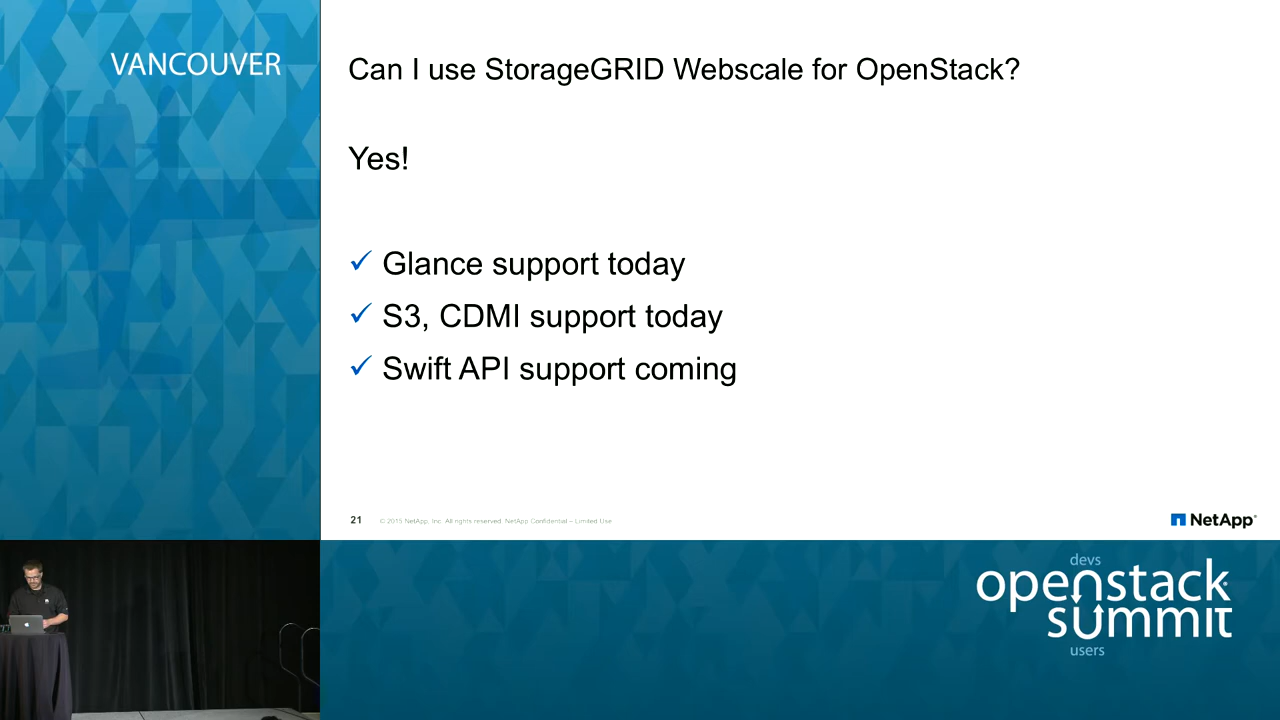 VANCOUVER
Can I use StorageGRID Webscale for OpenStack?
Yes!
✓ Glance support today
✓ S3, CDMI support today
✓ Swift API support coming
21
© 2015 NetApp, Inc. All rights reserved. NetApp Confidential – Limited Use
NetApp
devs
openstack
summit
users